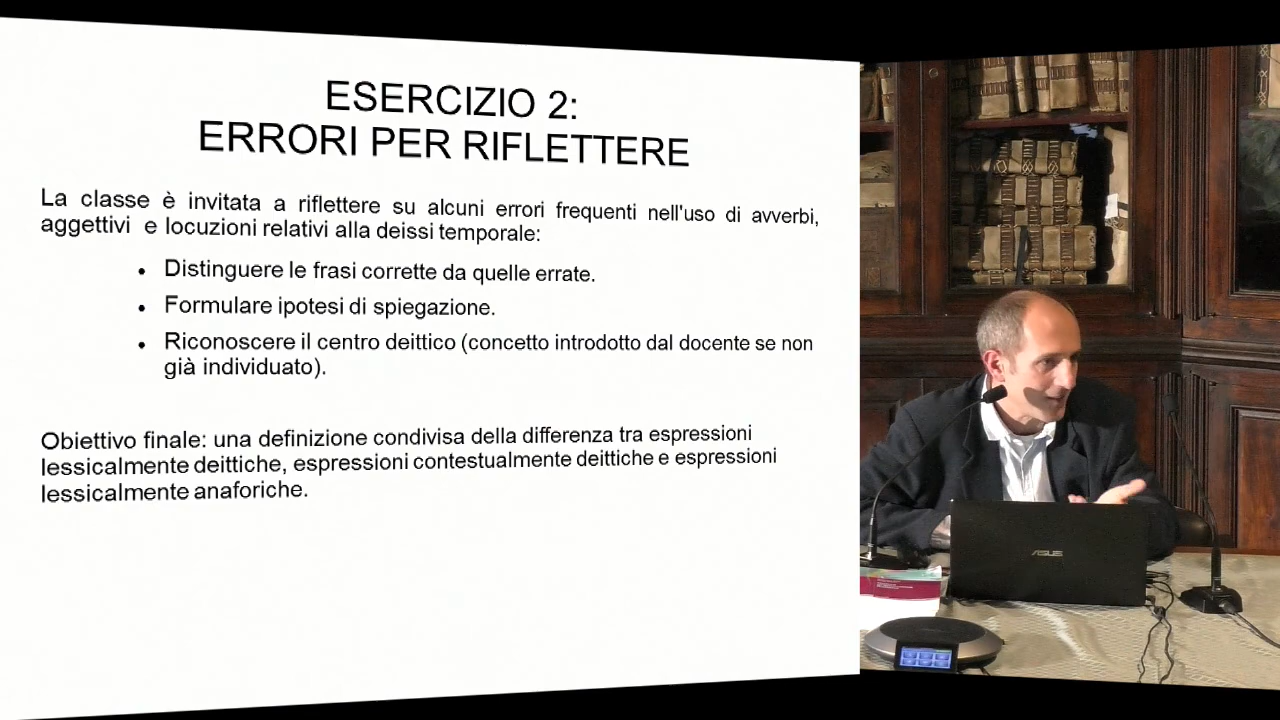 ESERCIZIO 2:
ERRORI PER RIFLETTERE
La classe è invitata a riflettere su alcuni errori frequenti nell'uso di avverbi,
aggettivi e locuzioni relativi alla deissi temporale:
• Distinguere le frasi corrette da quelle errate.
• Formulare ipotesi di spiegazione.
• Riconoscere il centro deittico (concetto introdotto dal docente se non
già individuato).
Obiettivo finale: una definizione condivisa della differenza tra espressioni
lessicalmente deittiche, espressioni contestualmente deittiche e espressioni
lessicalmente anaforiche.
ASUS